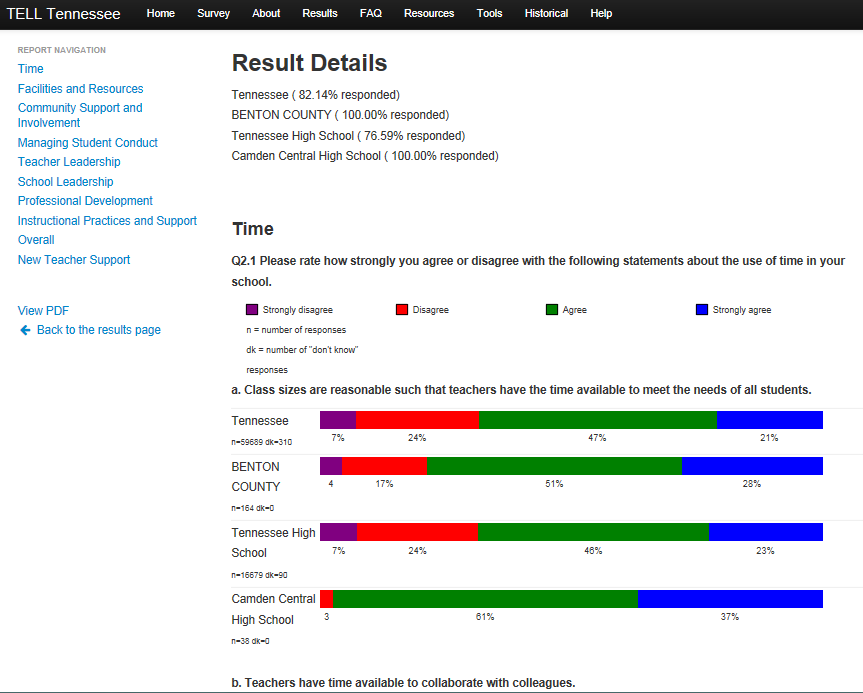 TELL Tennessee Home Survey About Results FAQ Resources Tools Historical Help
REPORT NAVIGATION
Time
Facilities and Resources
Community Support and
Involvement
Managing Student Conduct
Teacher Leadership
School Leadership
Professional Development
Instructional Practices and Support
Overall
New Teacher Support
View PDF
Back to the results page
Result Details
Tennessee ( 82.14% responded)
BENTON COUNTY ( 100.00% responded)
Tennessee High School ( 76.59% responded)
Camden Central High School ( 100.00% responded)
Time
Q2.1 Please rate how strongly you agree or disagree with the following statements about the use of time in your
school.
Strongly disagree Disagree Agree Strongly agree
n = number of responses
dk = number of "don't know"
responses
a. Class sizes are reasonable such that teachers have the time available to meet the needs of all students.
Tennessee
n=59689 dk=310
7% 24% 47% 21%
BENTON
COUNTY
n=164 dk=0
4 17% 51% 28%
Tennessee High
School
n=16679 dk=90
7% 24% 46% 23%
Camden Central
High School
n=38 dk=0
3 61% 37%
b. Teachers have time available to collaborate with colleagues.